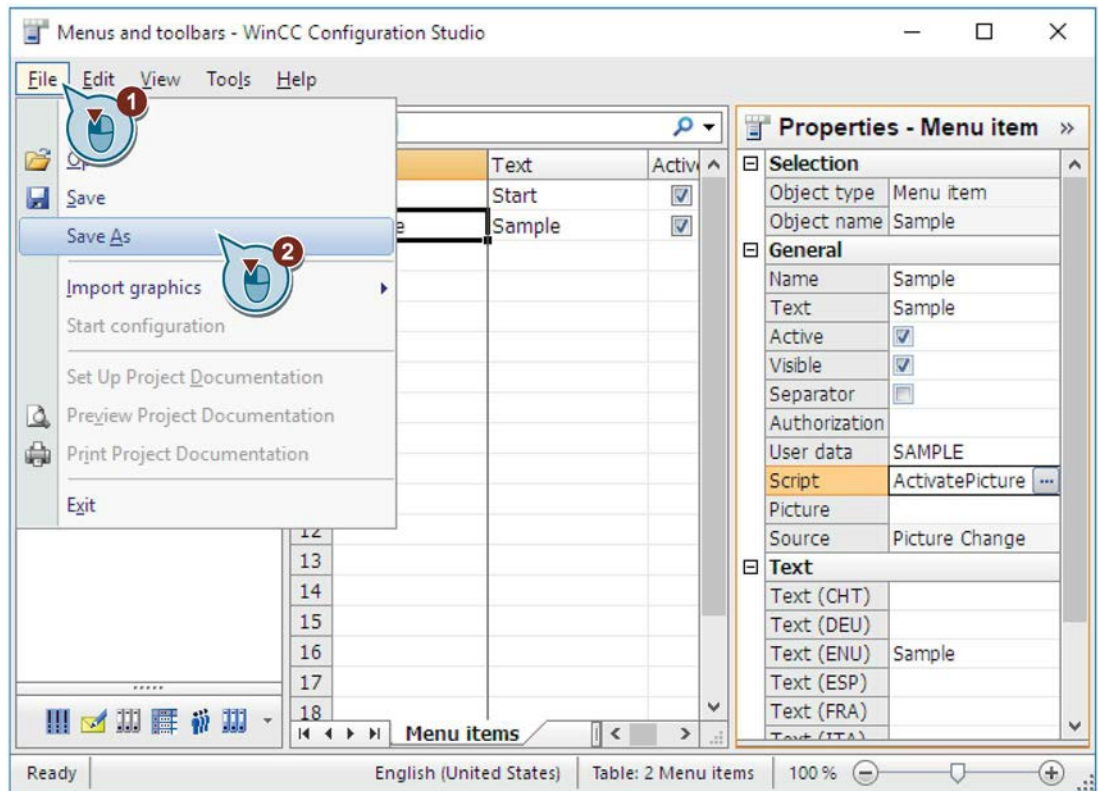 Menus and toolbars - WinCC Configuration Studio
File Edit View Tools Help
1
Save
Save As
2
Import graphics
Start configuration
Set Up Project Documentation
Preview Project Documentation
Print Project Documentation
Exit
Text
Start
Sample
12
13
14
15
16
17
18
Menu items
Properties - Menu item »
Selection
Object type Menu item
Object name Sample
General
Name Sample
Text Sample
Active
Visible
Separator
Authorization
User data SAMPLE
Script ActivatePicture ...
Picture
Source Picture Change
Text
Text (CHT)
Text (DEU)
Text (ENU) Sample
Text (ESP)
Text (FRA)
Text (ITA)
Ready English (United States) Table: 2 Menu items 100 %